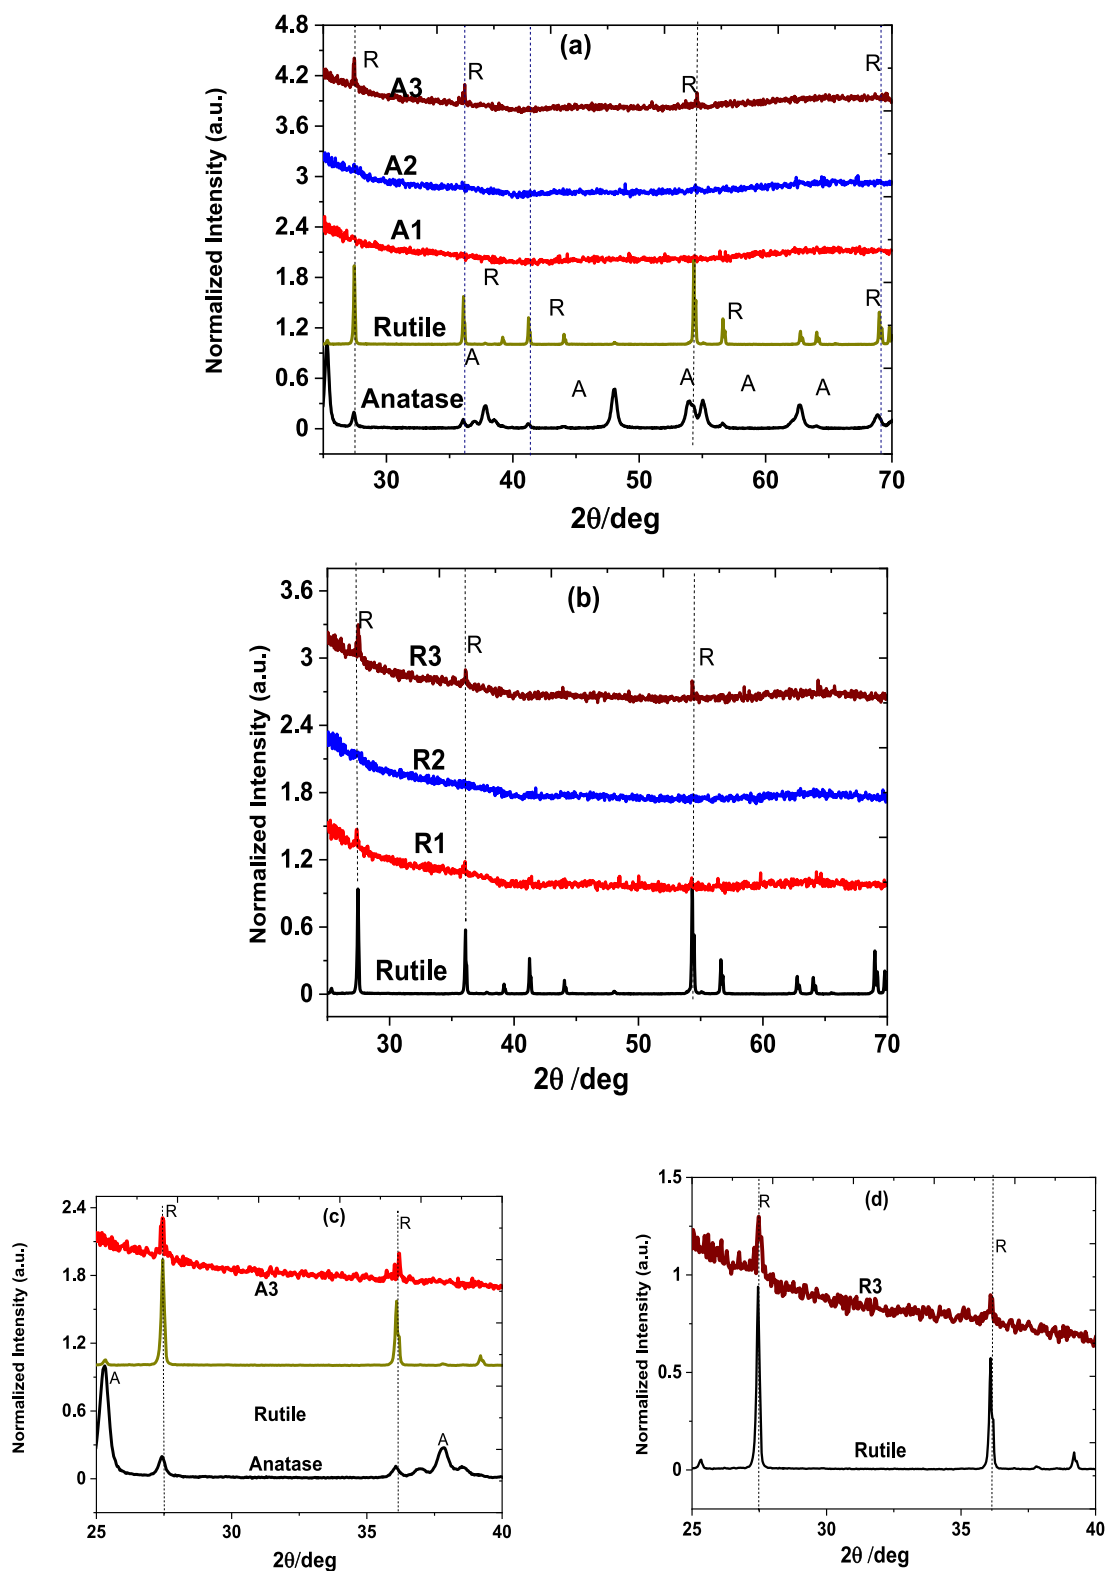 (a)
4.8
4.2
3.6
3
2.4
1.8
1.2
0.6
0
Normalized Intensity (a.u.)
R
R
R
R
A3
A2
A1
R
R
R
R
Rutile
A
A
A
A
A
Anatase
30
40
50
60
70
2θ/deg
(b)
3.6
3
2.4
1.8
1.2
0.6
0
Normalized Intensity (a.u.)
R
R
R
R3
R2
R1
Rutile
30
40
50
60
70
2θ /deg
(c)
2.4
1.8
1.2
0.6
0
Normalized Intensity (a.u.)
R
R
A3
A
Rutile
A
Anatase
25
30
35
40
2θ/deg
(d)
1.5
1
0.5
0
Normalized Intensity (a.u.)
R
R
R3
Rutile
25
30
35
40
2θ /deg